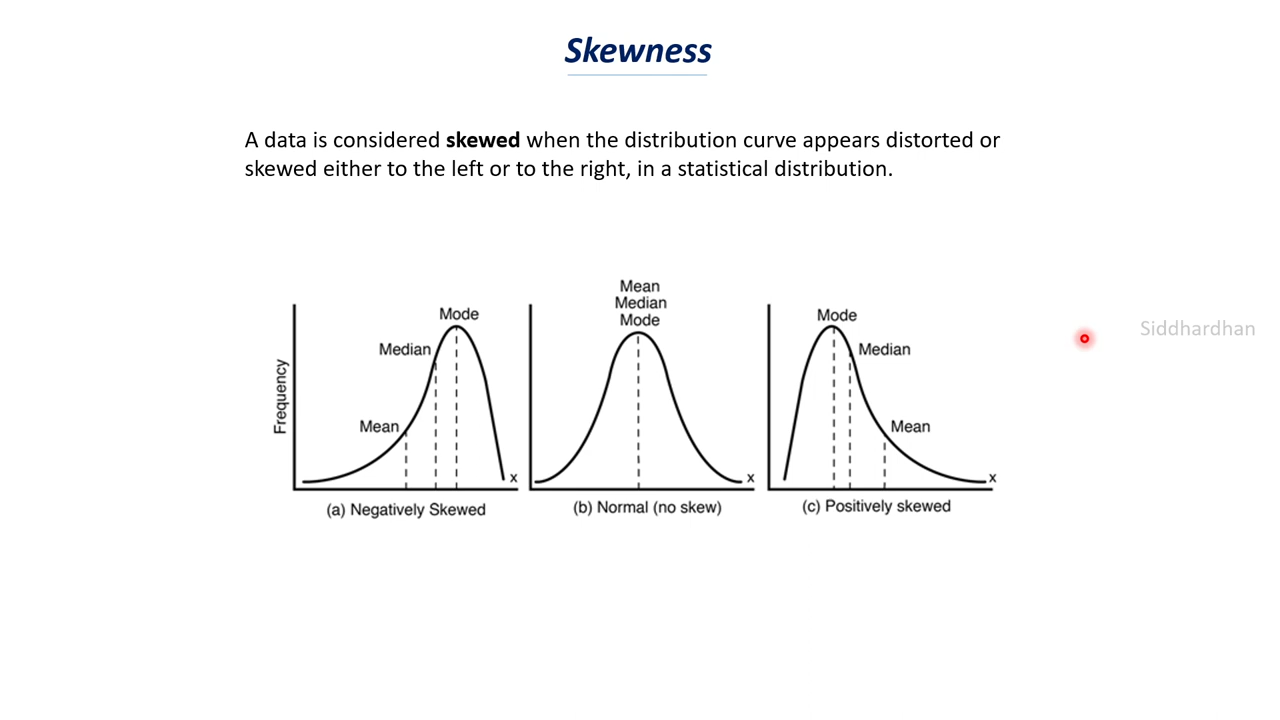 Skewness
A data is considered skewed when the distribution curve appears distorted or
skewed either to the left or to the right, in a statistical distribution.
Frequency
Mean
Median
Mode
x
(a) Negatively Skewed
Mean
Median
Mode
x
(b) Normal (no skew)
Mode
Median
Mean
x
(c) Positively skewed
Siddhardhan